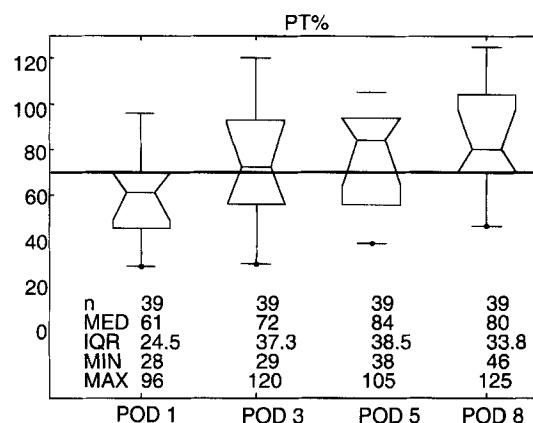 PT%
120
100
80
60
40
20
0
n 39 39 39 39
MED 61 72 84 80
IQR 24.5 37.3 38.5 33.8
MIN 28 29 38 46
MAX 96 120 105 125
POD 1 POD 3 POD 5 POD 8